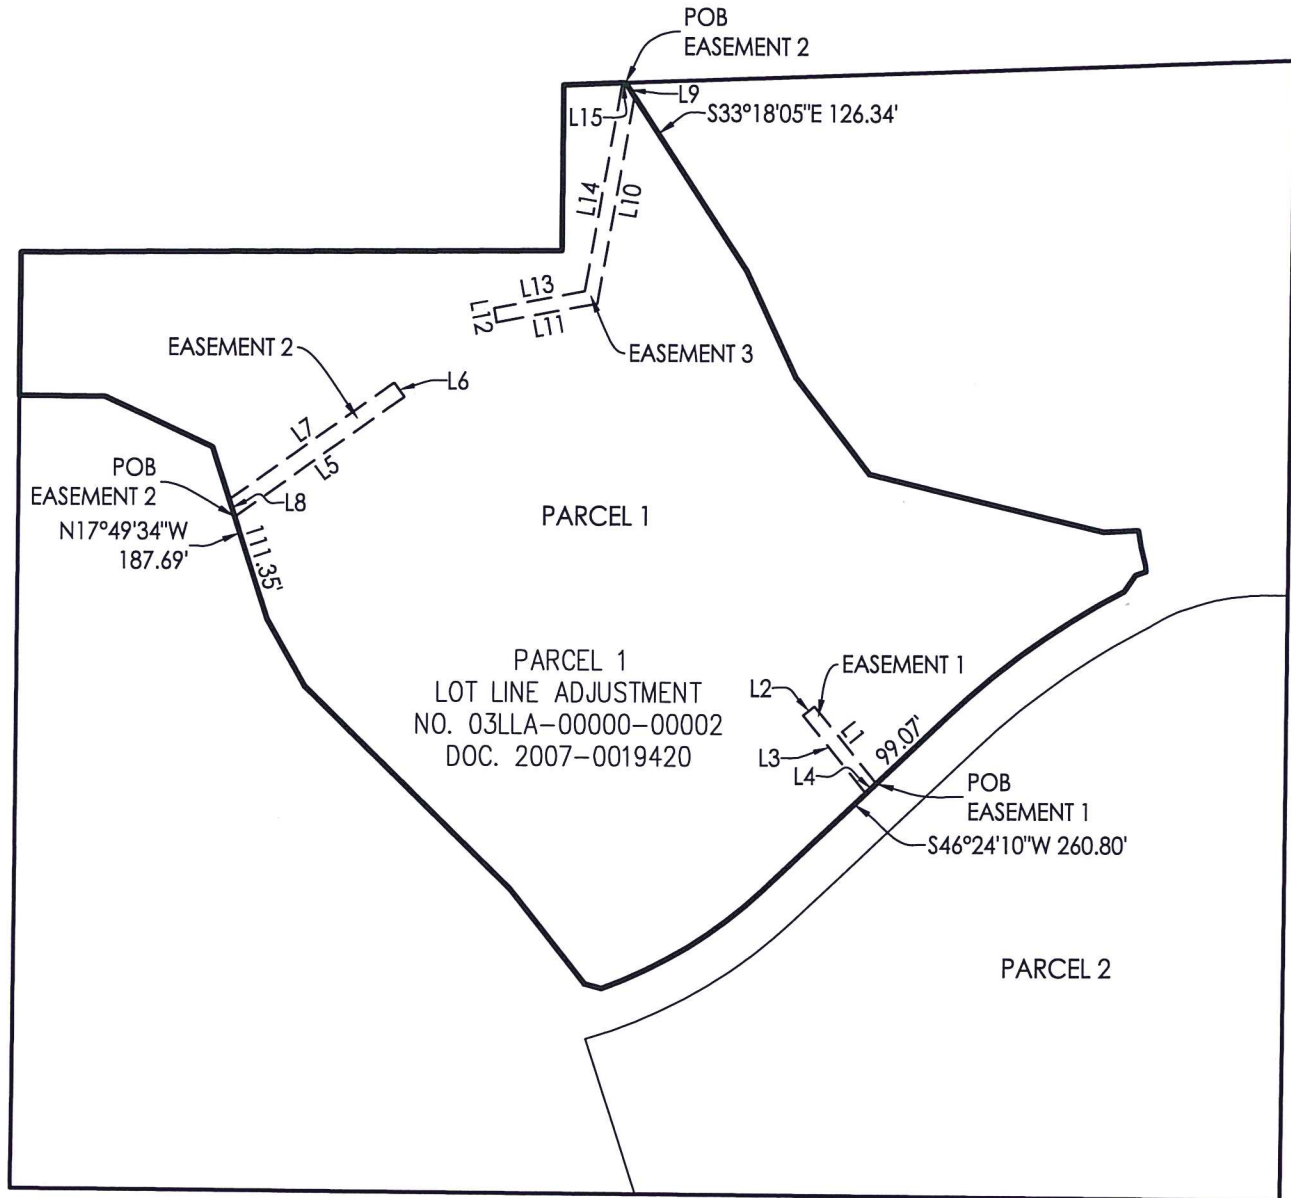 POB
EASEMENT 2
L9
L15
S33°18'05"E 126.34'
L14
L10
L13
L12
L11
EASEMENT 3
EASEMENT 2
L6
L7
L5
POB
EASEMENT 2
L8
N17°49'34"W
187.69'
111.35'
PARCEL 1
PARCEL 1
LOT LINE ADJUSTMENT
NO. 03LLA-00000-00002
DOC. 2007-0019420
EASEMENT 1
L2
L1
L3
99.07'
L4
POB
EASEMENT 1
S46°24'10"W 260.80'
PARCEL 2